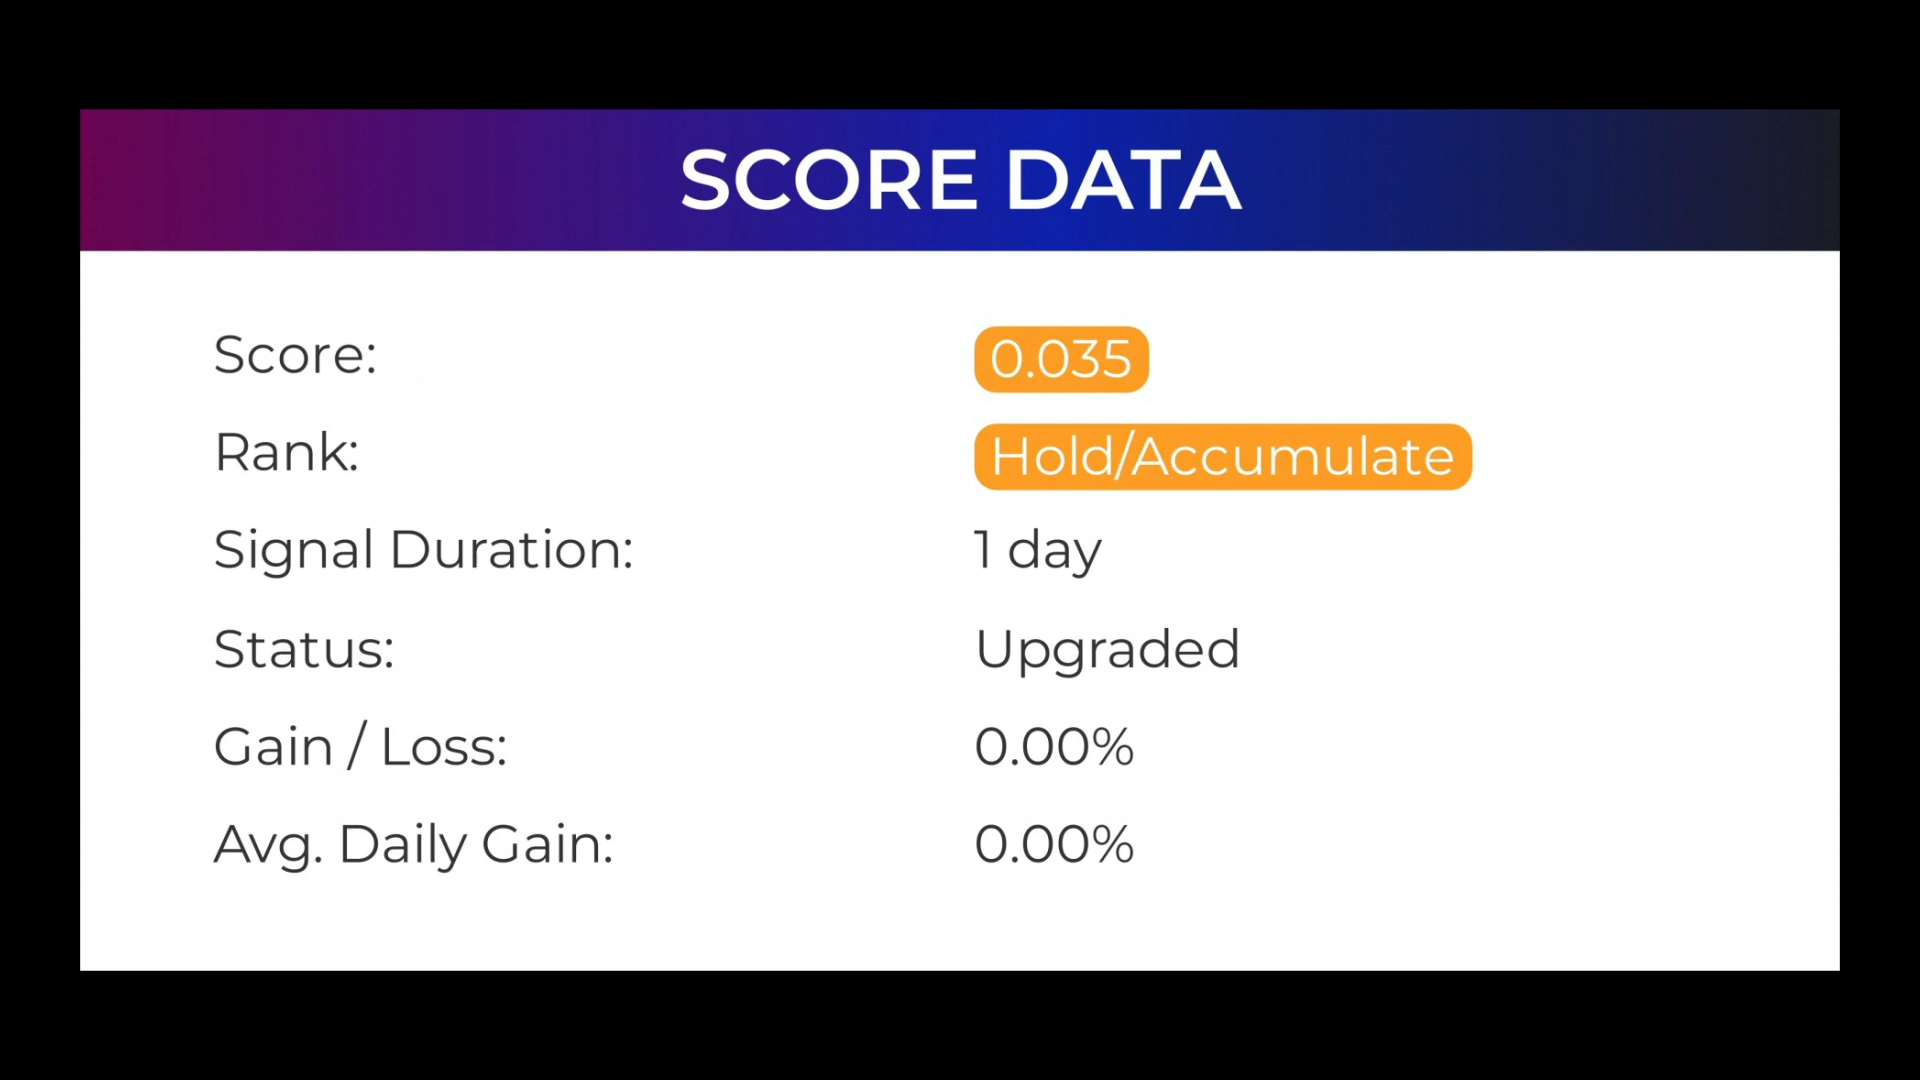 SCORE DATA
Score: 0.035
Rank: Hold/Accumulate
Signal Duration: 1 day
Status: Upgraded
Gain / Loss: 0.00%
Avg. Daily Gain: 0.00%